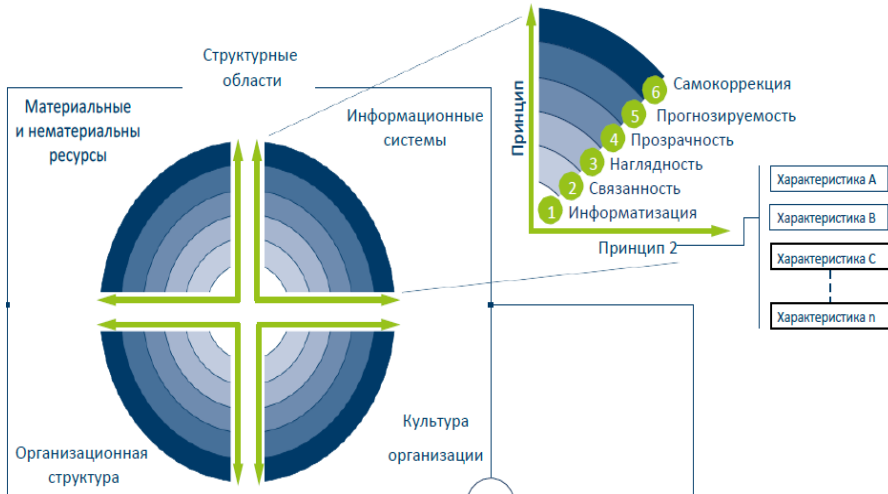 Структурные
области
Материальные
и нематериальны
ресурсы
Информационные
системы
Организационная
структура
Культура
организации
Принцип
6 Самокоррекция
5 Прогнозируемость
4 Прозрачность
3 Наглядность
2 Связанность
1 Информатизация
Принцип 2
Характеристика A
Характеристика B
Характеристика C
Характеристика n